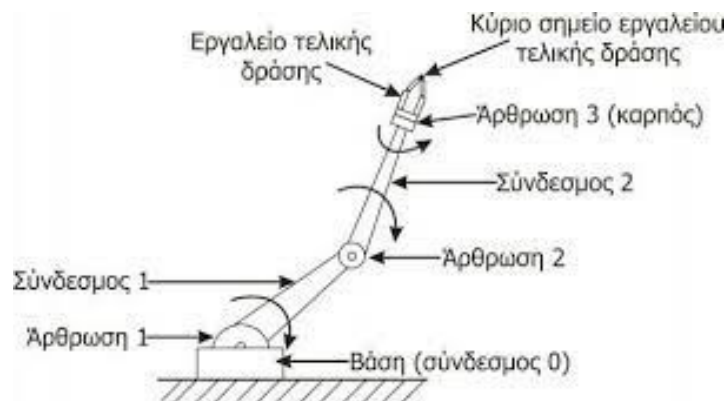 Κύριο σημείο εργαλείου
τελικής δράσης
Εργαλείο τελικής
δράσης
Άρθρωση 3 (καρπός)
Σύνδεσμος 2
Άρθρωση 2
Σύνδεσμος 1
Άρθρωση 1
Βάση (σύνδεσμος 0)